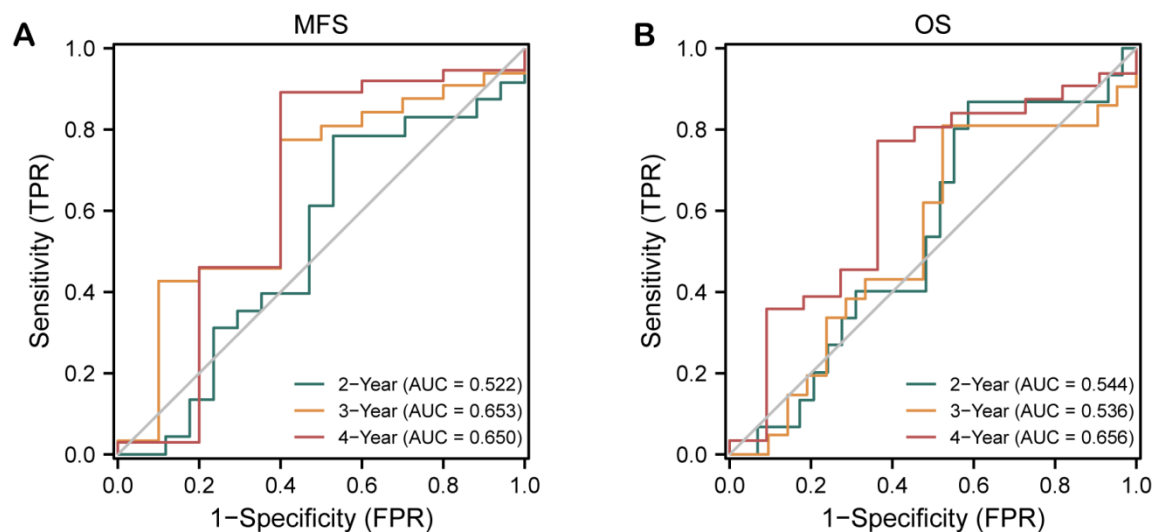 A
MFS
Sensitivity (TPR)
1.0
0.8
0.6
0.4
0.2
0.0
2−Year (AUC = 0.522)
3−Year (AUC = 0.653)
4−Year (AUC = 0.650)
0.0 0.2 0.4 0.6 0.8 1.0
1−Specificity (FPR)
B
OS
Sensitivity (TPR)
1.0
0.8
0.6
0.4
0.2
0.0
2−Year (AUC = 0.544)
3−Year (AUC = 0.536)
4−Year (AUC = 0.656)
0.0 0.2 0.4 0.6 0.8 1.0
1−Specificity (FPR)